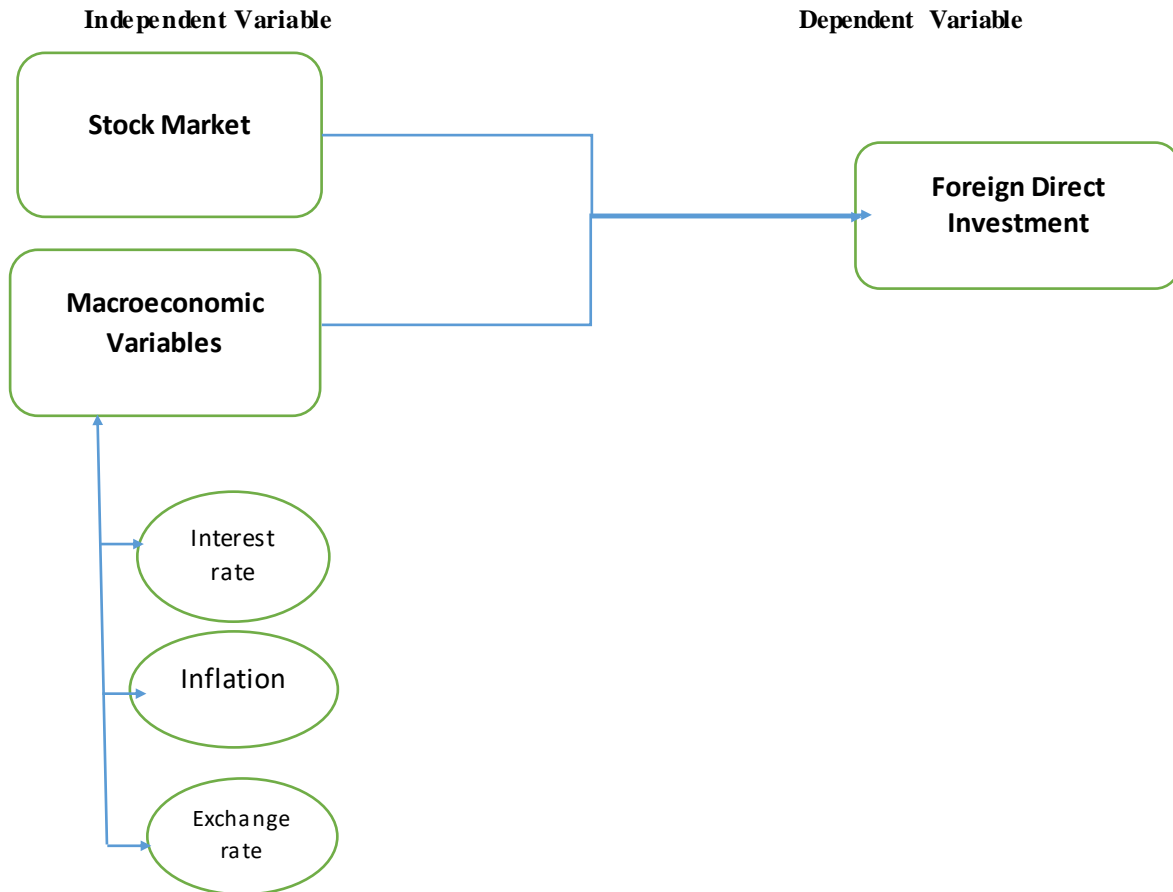 Independent Variable
Dependent Variable
Stock Market
Foreign Direct
Investment
Macroeconomic
Variables
Interest
rate
Inflation
Exchange
rate